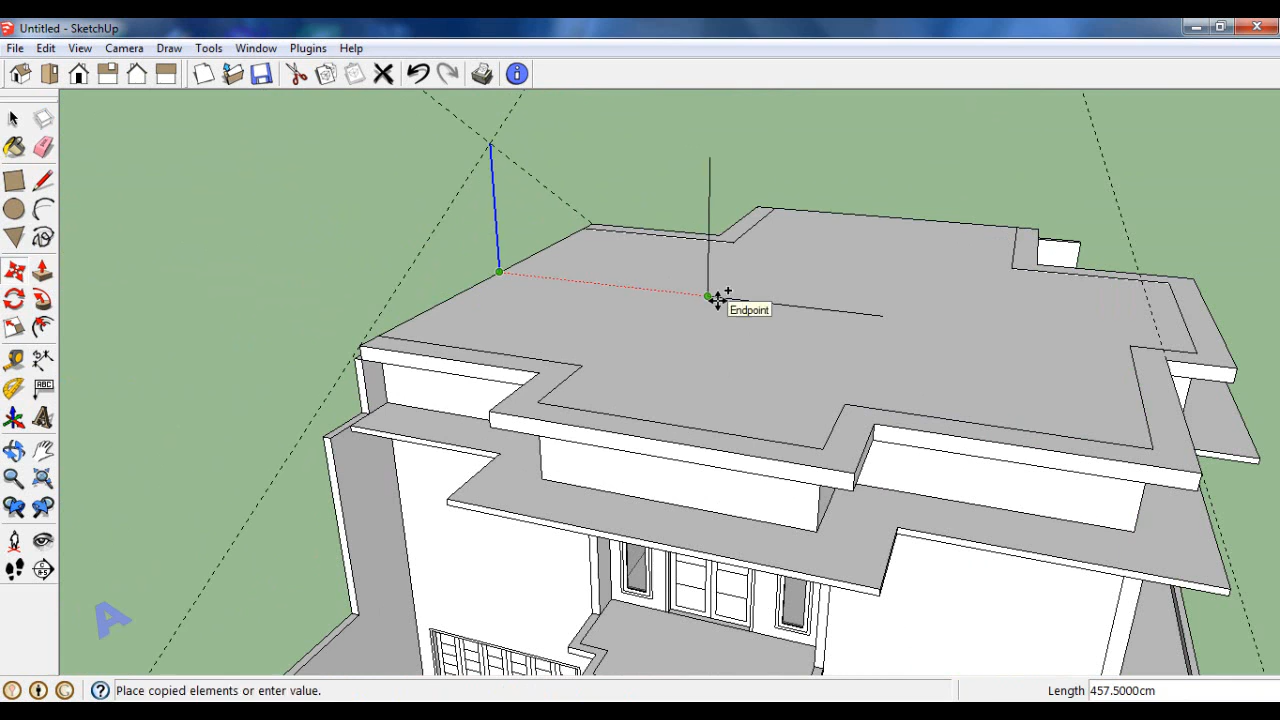 Untitled - SketchUp
File Edit View Camera Draw Tools Window Plugins Help
ABC
Endpoint
A
Place copied elements or enter value.
Length 457.5000cm